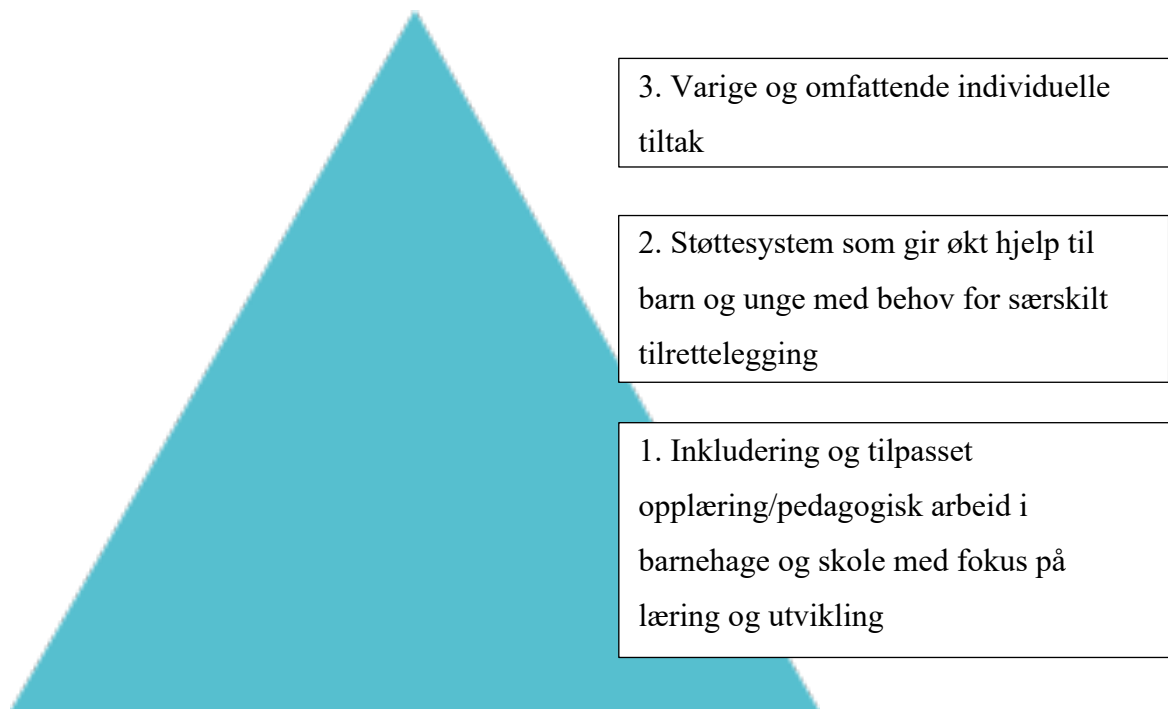 3. Varige og omfattende individuelle
tiltak
2. Støttesystem som gir økt hjelp til
barn og unge med behov for særskilt
tilrettelegging
1. Inkludering og tilpasset
opplæring/pedagogisk arbeid i
barnehage og skole med fokus på
læring og utvikling